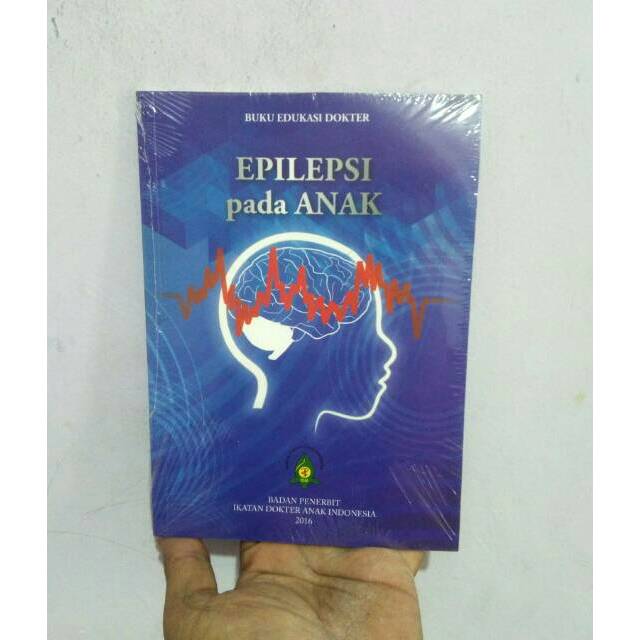 BUKU EDUKASI DOKTER
EPILEPSI
pada ANAK
BADAN PENERBIT
IKATAN DOKTER ANAK INDONESIA
2016